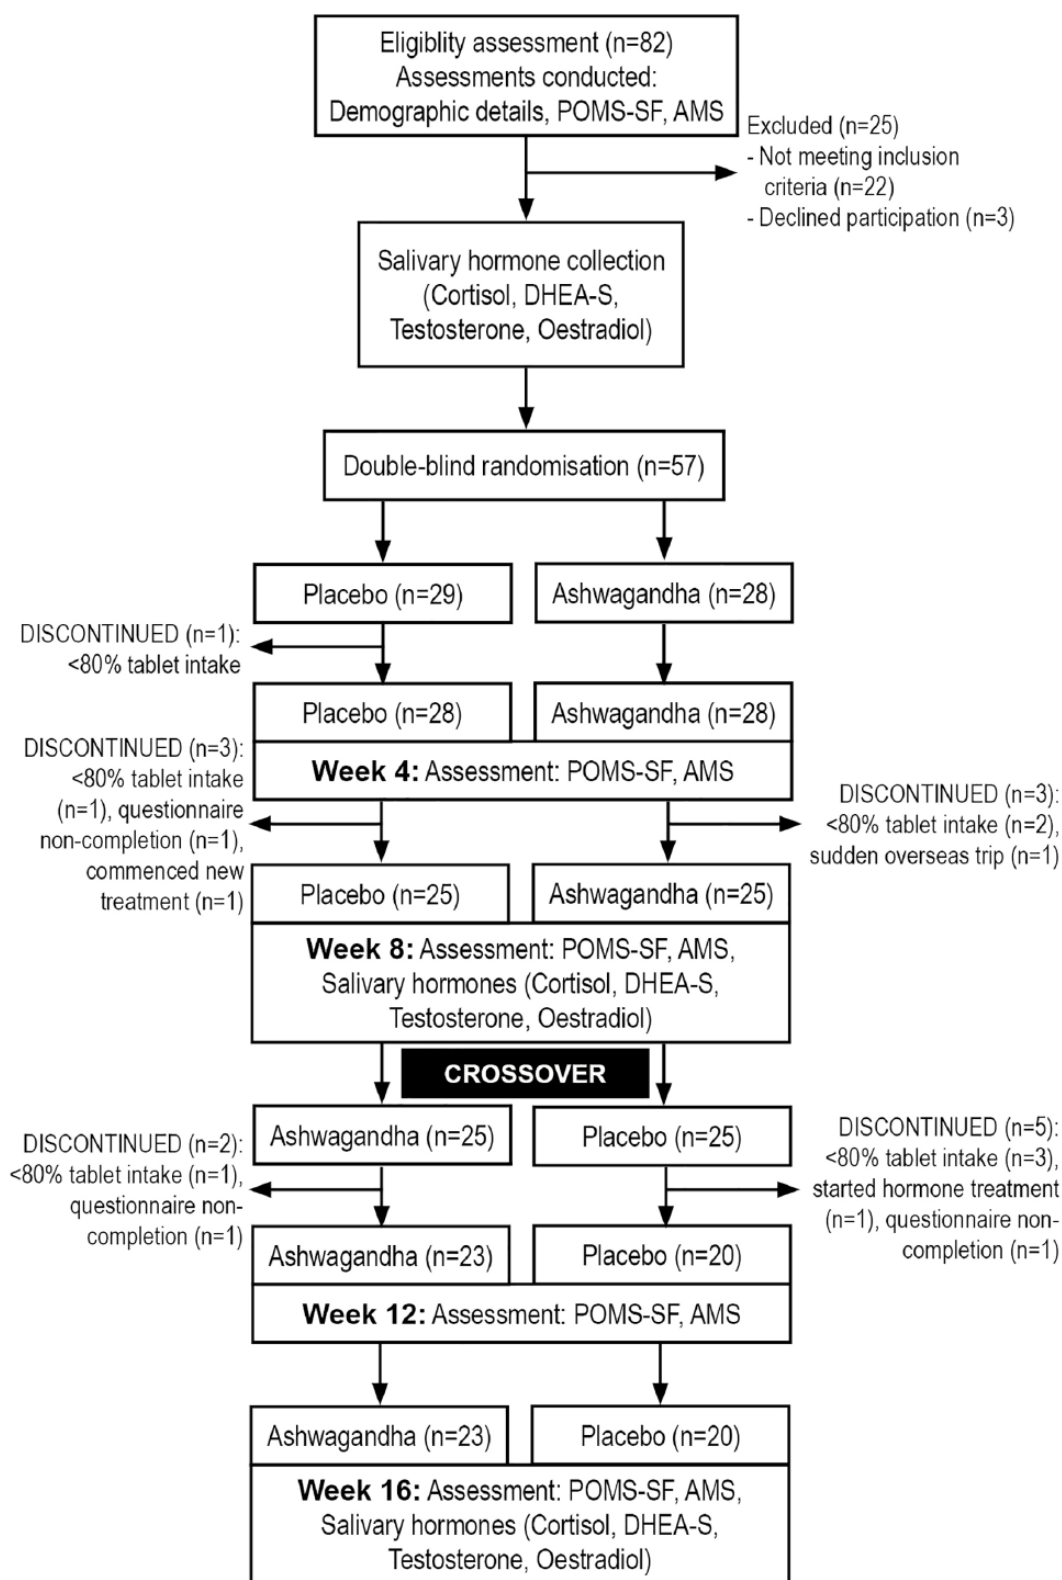 Eligiblity assessment (n=82)
Assessments conducted:
Demographic details, POMS-SF, AMS
Excluded (n=25)
- Not meeting inclusion
criteria (n=22)
- Declined participation (n=3)
Salivary hormone collection
(Cortisol, DHEA-S,
Testosterone, Oestradiol)
Double-blind randomisation (n=57)
Placebo (n=29)
Ashwagandha (n=28)
DISCONTINUED (n=1):
<80% tablet intake
Placebo (n=28)
Ashwagandha (n=28)
Week 4: Assessment: POMS-SF, AMS
DISCONTINUED (n=3):
<80% tablet intake
(n=1), questionnaire
non-completion (n=1),
commenced new
treatment (n=1)
DISCONTINUED (n=3):
<80% tablet intake (n=2),
sudden overseas trip (n=1)
Placebo (n=25)
Ashwagandha (n=25)
Week 8: Assessment: POMS-SF, AMS,
Salivary hormones (Cortisol, DHEA-S,
Testosterone, Oestradiol)
CROSSOVER
Ashwagandha (n=25)
Placebo (n=25)
DISCONTINUED (n=2):
<80% tablet intake (n=1),
questionnaire non-
completion (n=1)
DISCONTINUED (n=5):
<80% tablet intake (n=3),
started hormone treatment
(n=1), questionnaire non-
completion (n=1)
Ashwagandha (n=23)
Placebo (n=20)
Week 12: Assessment: POMS-SF, AMS
Ashwagandha (n=23)
Placebo (n=20)
Week 16: Assessment: POMS-SF, AMS,
Salivary hormones (Cortisol, DHEA-S,
Testosterone, Oestradiol)